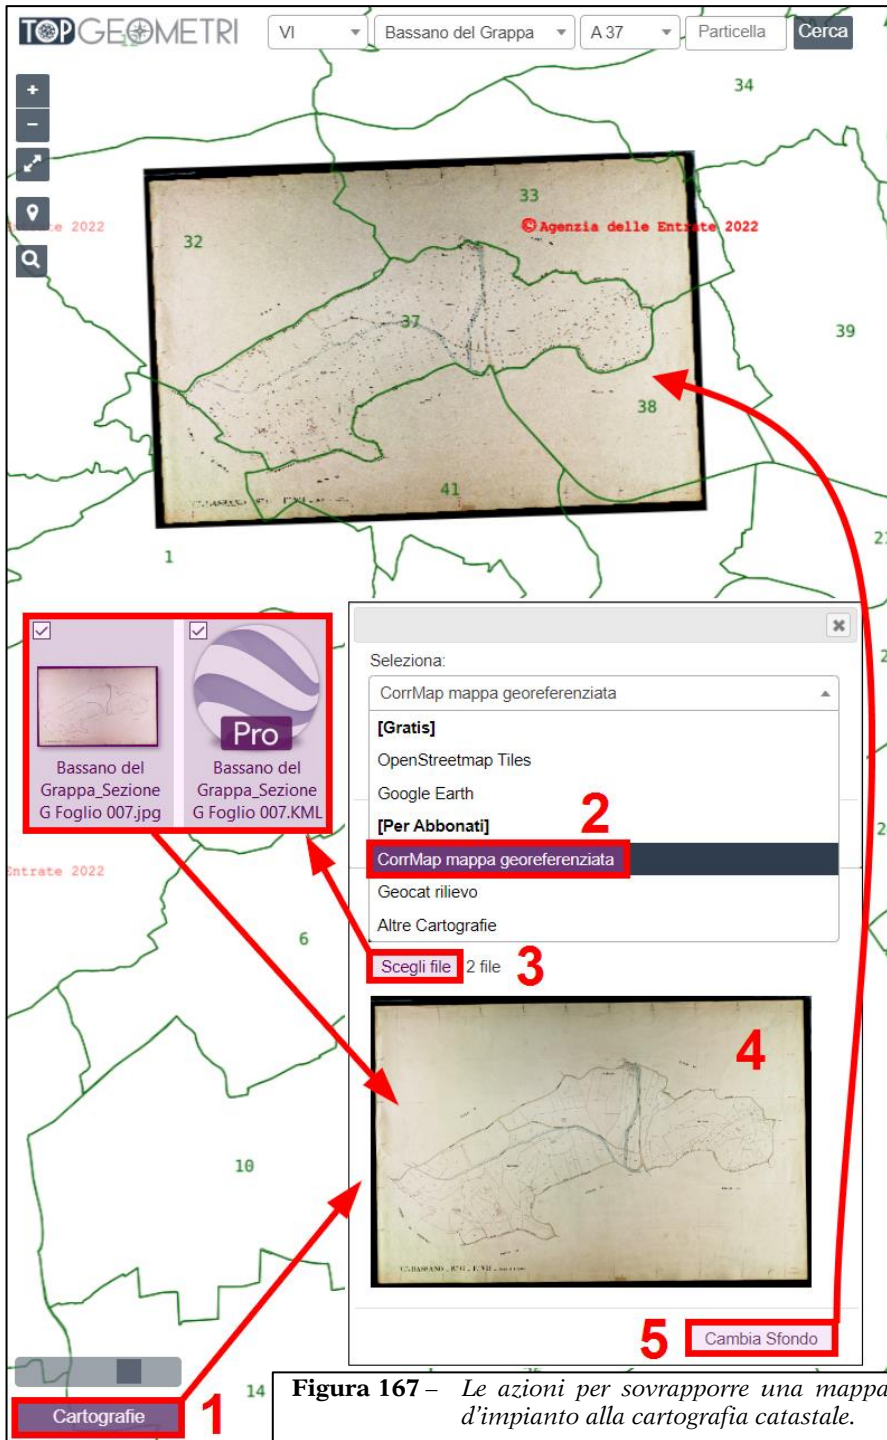 TOPGEOMETRI
VI
Bassano del Grappa
A 37
Particella
Cerca
34
33
© Agenzia delle Entrate 2022
Entrate 2022
32
37
39
38
41
1
Seleziona:
CorrMap mappa georeferenziata
[Gratis]
OpenStreetmap Tiles
Google Earth
[Per Abbonati]
2
CorrMap mappa georeferenziata
Geocat rilievo
Altre Cartografie
Pro
Bassano del
Grappa_Sezione
G Foglio 007.jpg
Bassano del
Grappa_Sezione
G Foglio 007.KML
Entrate 2022
6
Scegli file
2 file
3
4
10
5
Cambia Sfondo
Cartografie
1
14
Figura 167 – Le azioni per sovrapporre una mappa
d'impianto alla cartografia catastale.